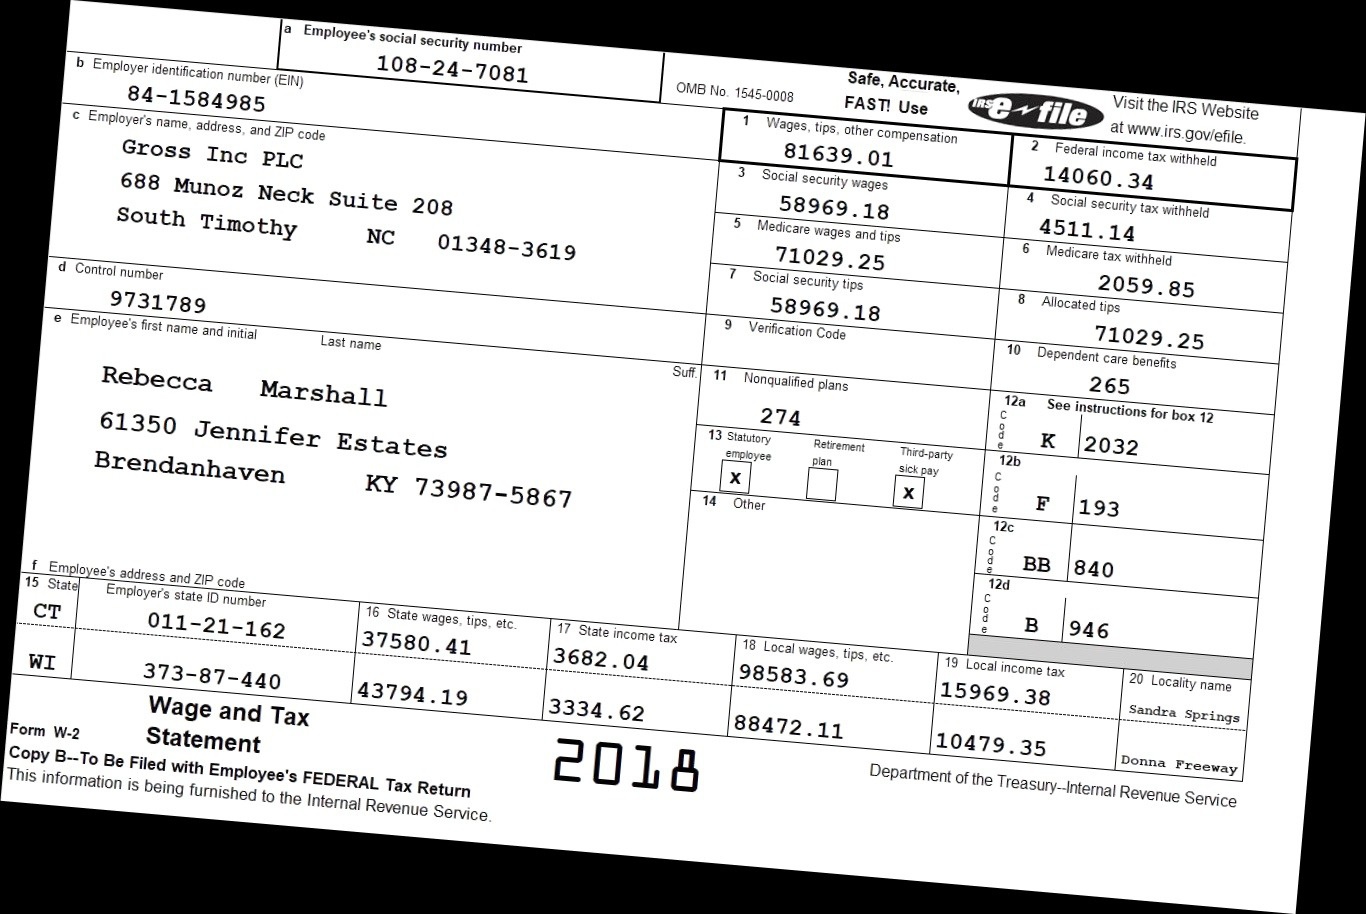 a Employee's social security number
108-24-7081
OMB No. 1545-0008
Safe, Accurate,
FAST! Use
IRS e-file
Visit the IRS Website
at www.irs.gov/efile.
b Employer identification number (EIN)
84-1584985
1 Wages, tips, other compensation
81639.01
2 Federal income tax withheld
14060.34
c Employer's name, address, and ZIP code
Gross Inc PLC
688 Munoz Neck Suite 208
South Timothy NC 01348-3619
3 Social security wages
58969.18
4 Social security tax withheld
4511.14
5 Medicare wages and tips
71029.25
6 Medicare tax withheld
2059.85
7 Social security tips
58969.18
8 Allocated tips
71029.25
d Control number
9731789
9 Verification Code
10 Dependent care benefits
265
e Employee's first name and initial Last name Suff.
Rebecca Marshall
61350 Jennifer Estates
Brendanhaven KY 73987-5867
11 Nonqualified plans
274
12a See instructions for box 12
Code K 2032
13 Statutory employee Retirement plan Third-party sick pay
x x
12b
Code F 193
14 Other
12c
Code BB 840
12d
Code B 946
f Employee's address and ZIP code
15 State Employer's state ID number 16 State wages, tips, etc. 17 State income tax 18 Local wages, tips, etc. 19 Local income tax 20 Locality name
CT 011-21-162 37580.41 3682.04 98583.69 15969.38 Sandra Springs
WI 373-87-440 43794.19 3334.62 88472.11 10479.35 Donna Freeway
Form W-2
Wage and Tax
Statement
2018
Department of the Treasury--Internal Revenue Service
Copy B--To Be Filed with Employee's FEDERAL Tax Return
This information is being furnished to the Internal Revenue Service.